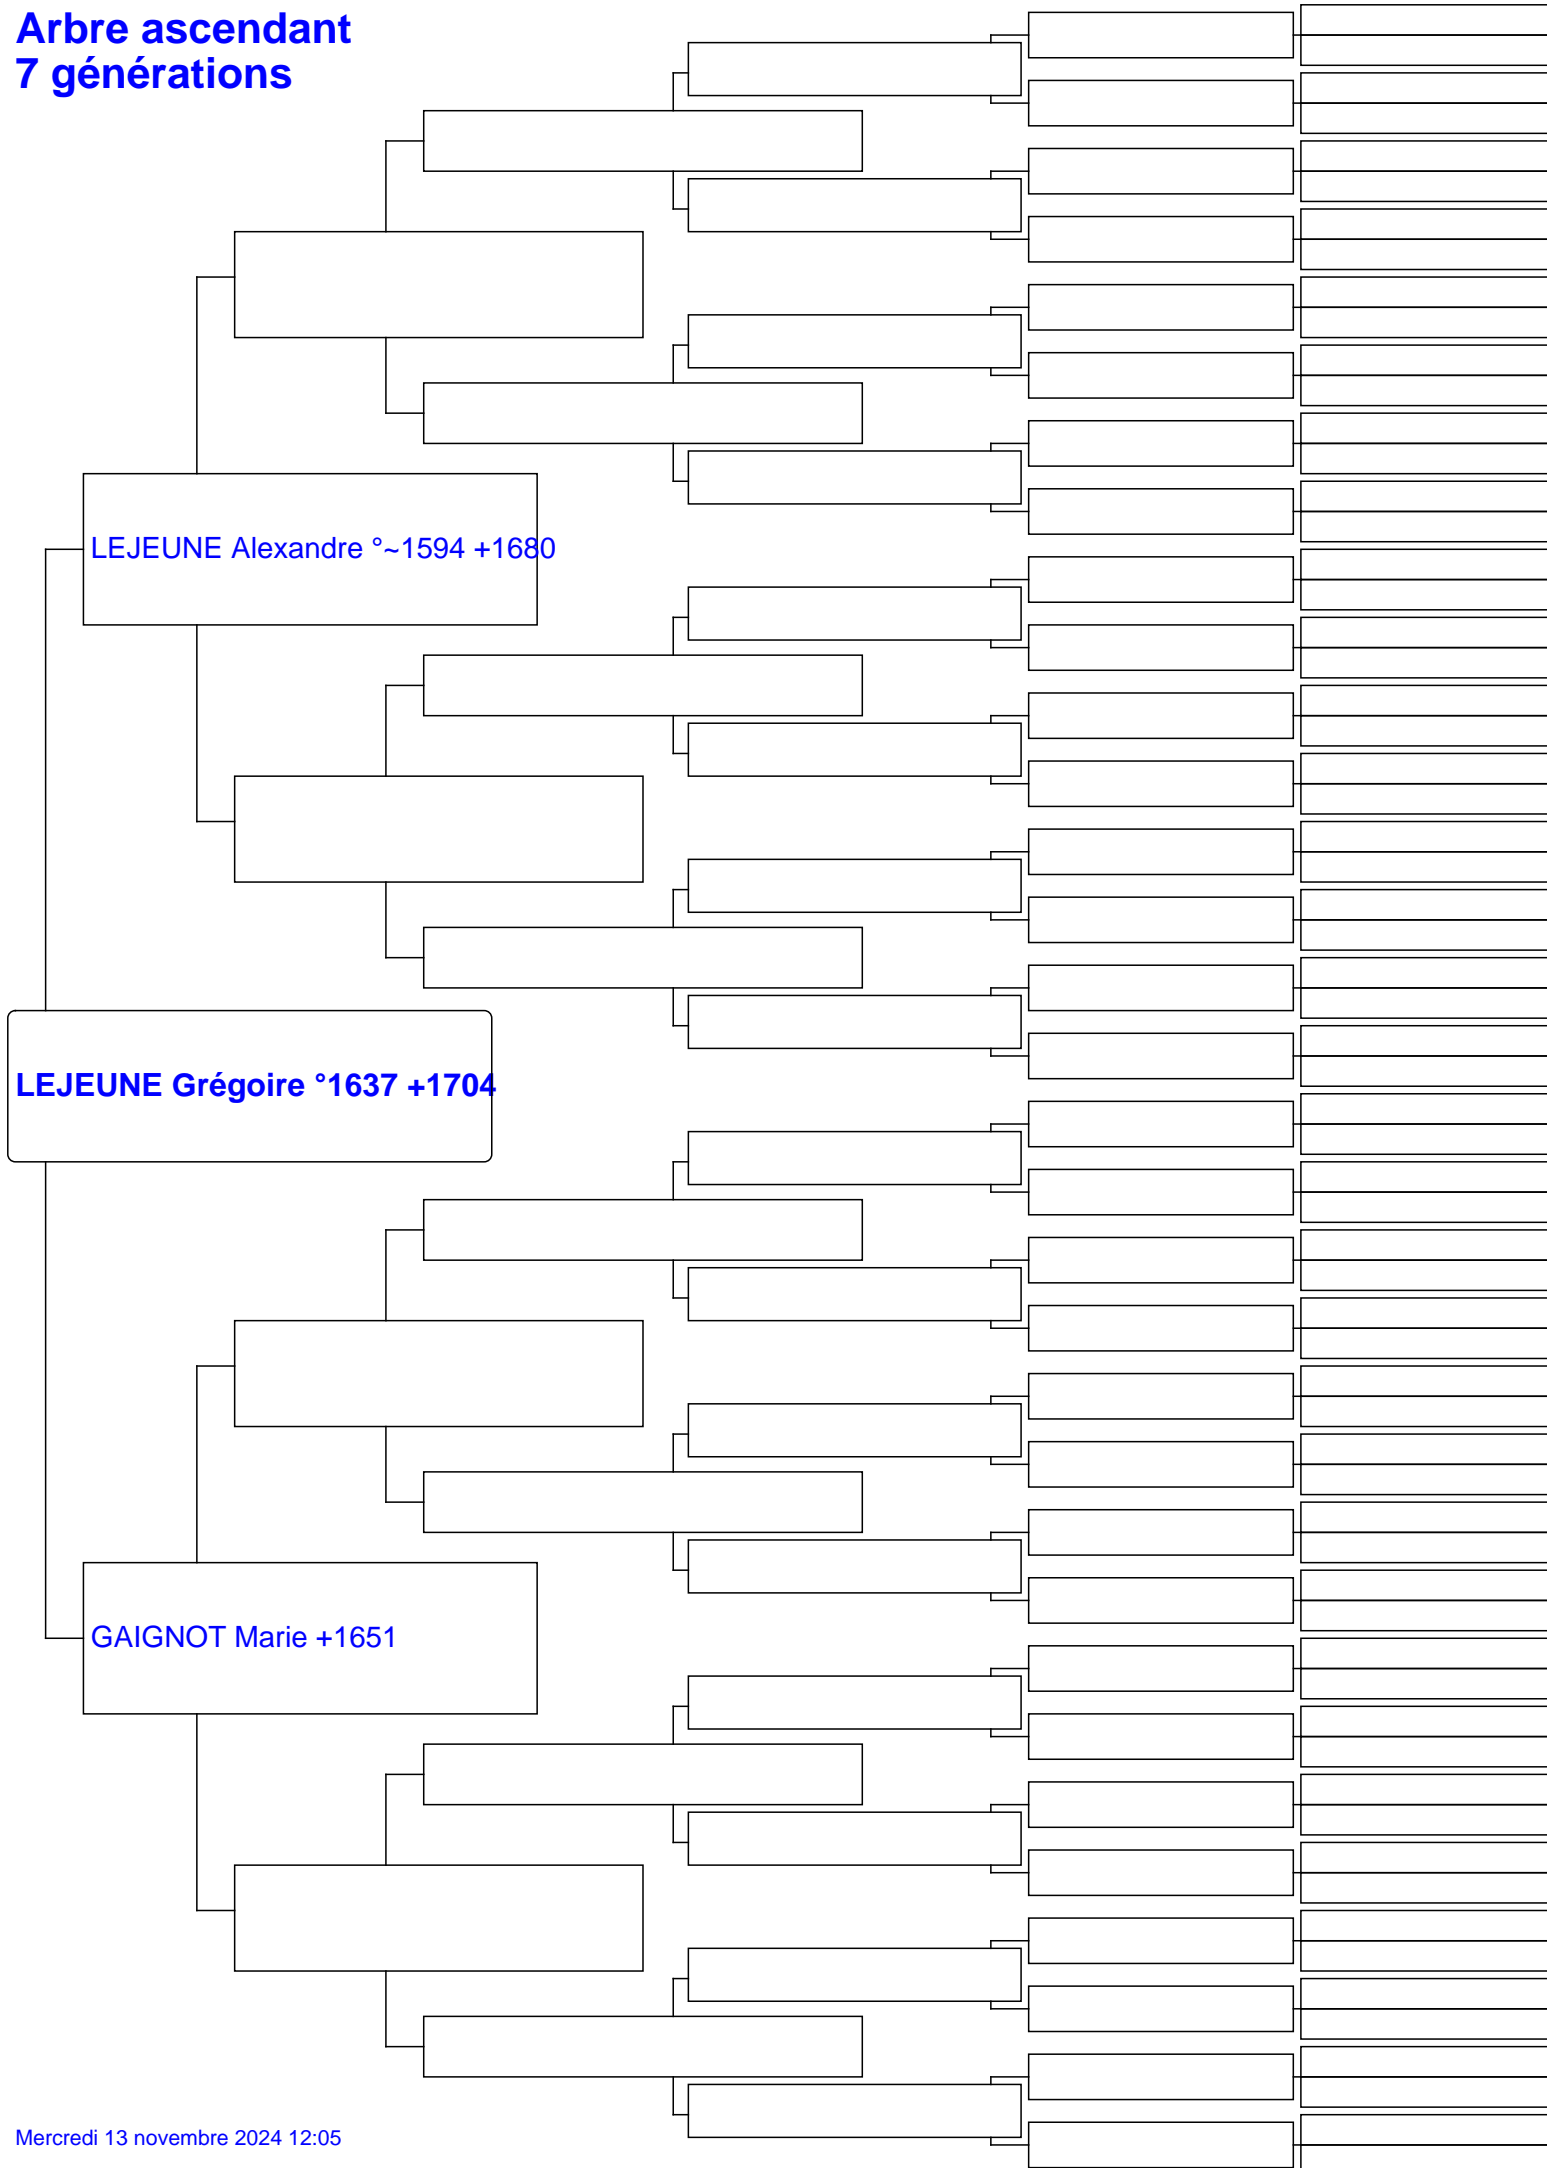 Arbre ascendant
7 générations
LEJEUNE Alexandre °~1594 +1680
LEJEUNE Grégoire °1637 +1704
GAIGNOT Marie +1651
Mercredi 13 novembre 2024 12:05